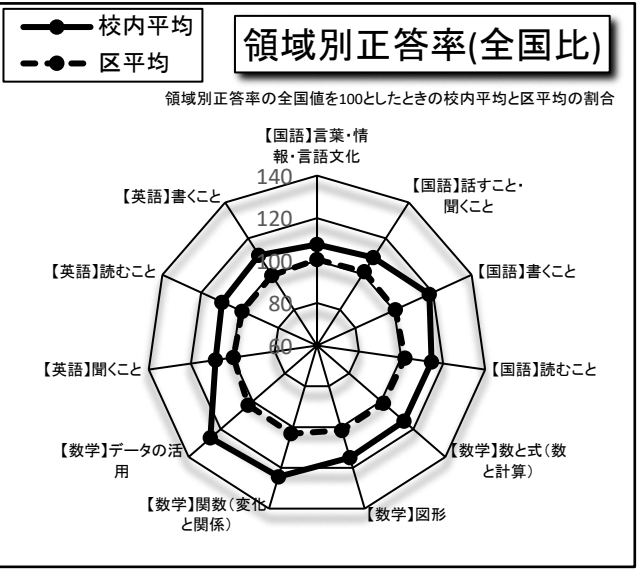 校内平均
区平均
領域別正答率(全国比)
領域別正答率の全国値を100としたときの校内平均と区平均の割合
【国語】言葉・情
報・言語文化
【国語】話すこと・
聞くこと
【国語】書くこと
【国語】読むこと
【数学】数と式(数
と計算)
【数学】図形
【数学】関数(変化
と関係)
【数学】データの活
用
【英語】聞くこと
【英語】読むこと
【英語】書くこと
140
120
100
80
60